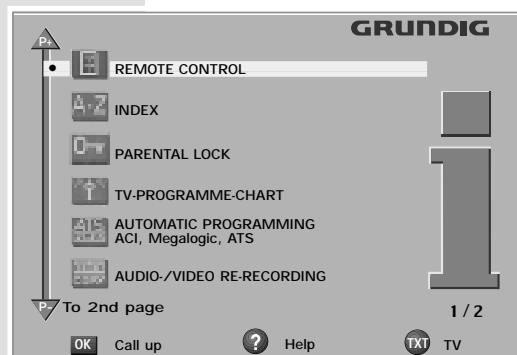 GRUNDIG
P+
REMOTE CONTROL
A-Z INDEX
PARENTAL LOCK
TV-PROGRAMME-CHART
ATS AUTOMATIC PROGRAMMING
ACI, Megalogic, ATS
AUDIO-/VIDEO RE-RECORDING
P- To 2nd page
1 / 2
OK Call up ? Help TXT TV